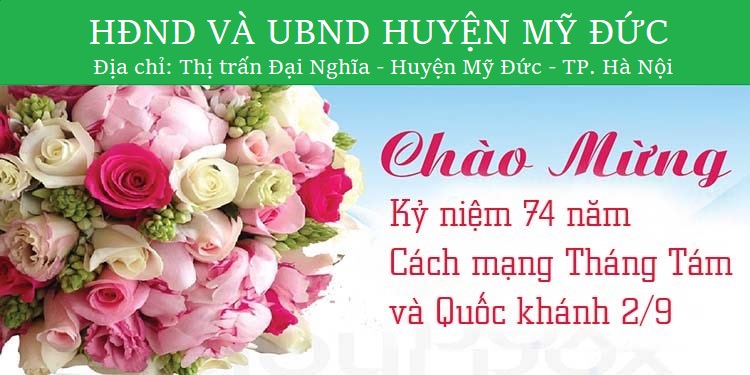 HĐND VÀ UBND HUYỆN MỸ ĐỨC
Địa chỉ: Thị trấn Đại Nghĩa - Huyện Mỹ Đức - TP. Hà Nội
Chào Mừng
Kỷ niệm 74 năm
Cách mạng Tháng Tám
và Quốc khánh 2/9